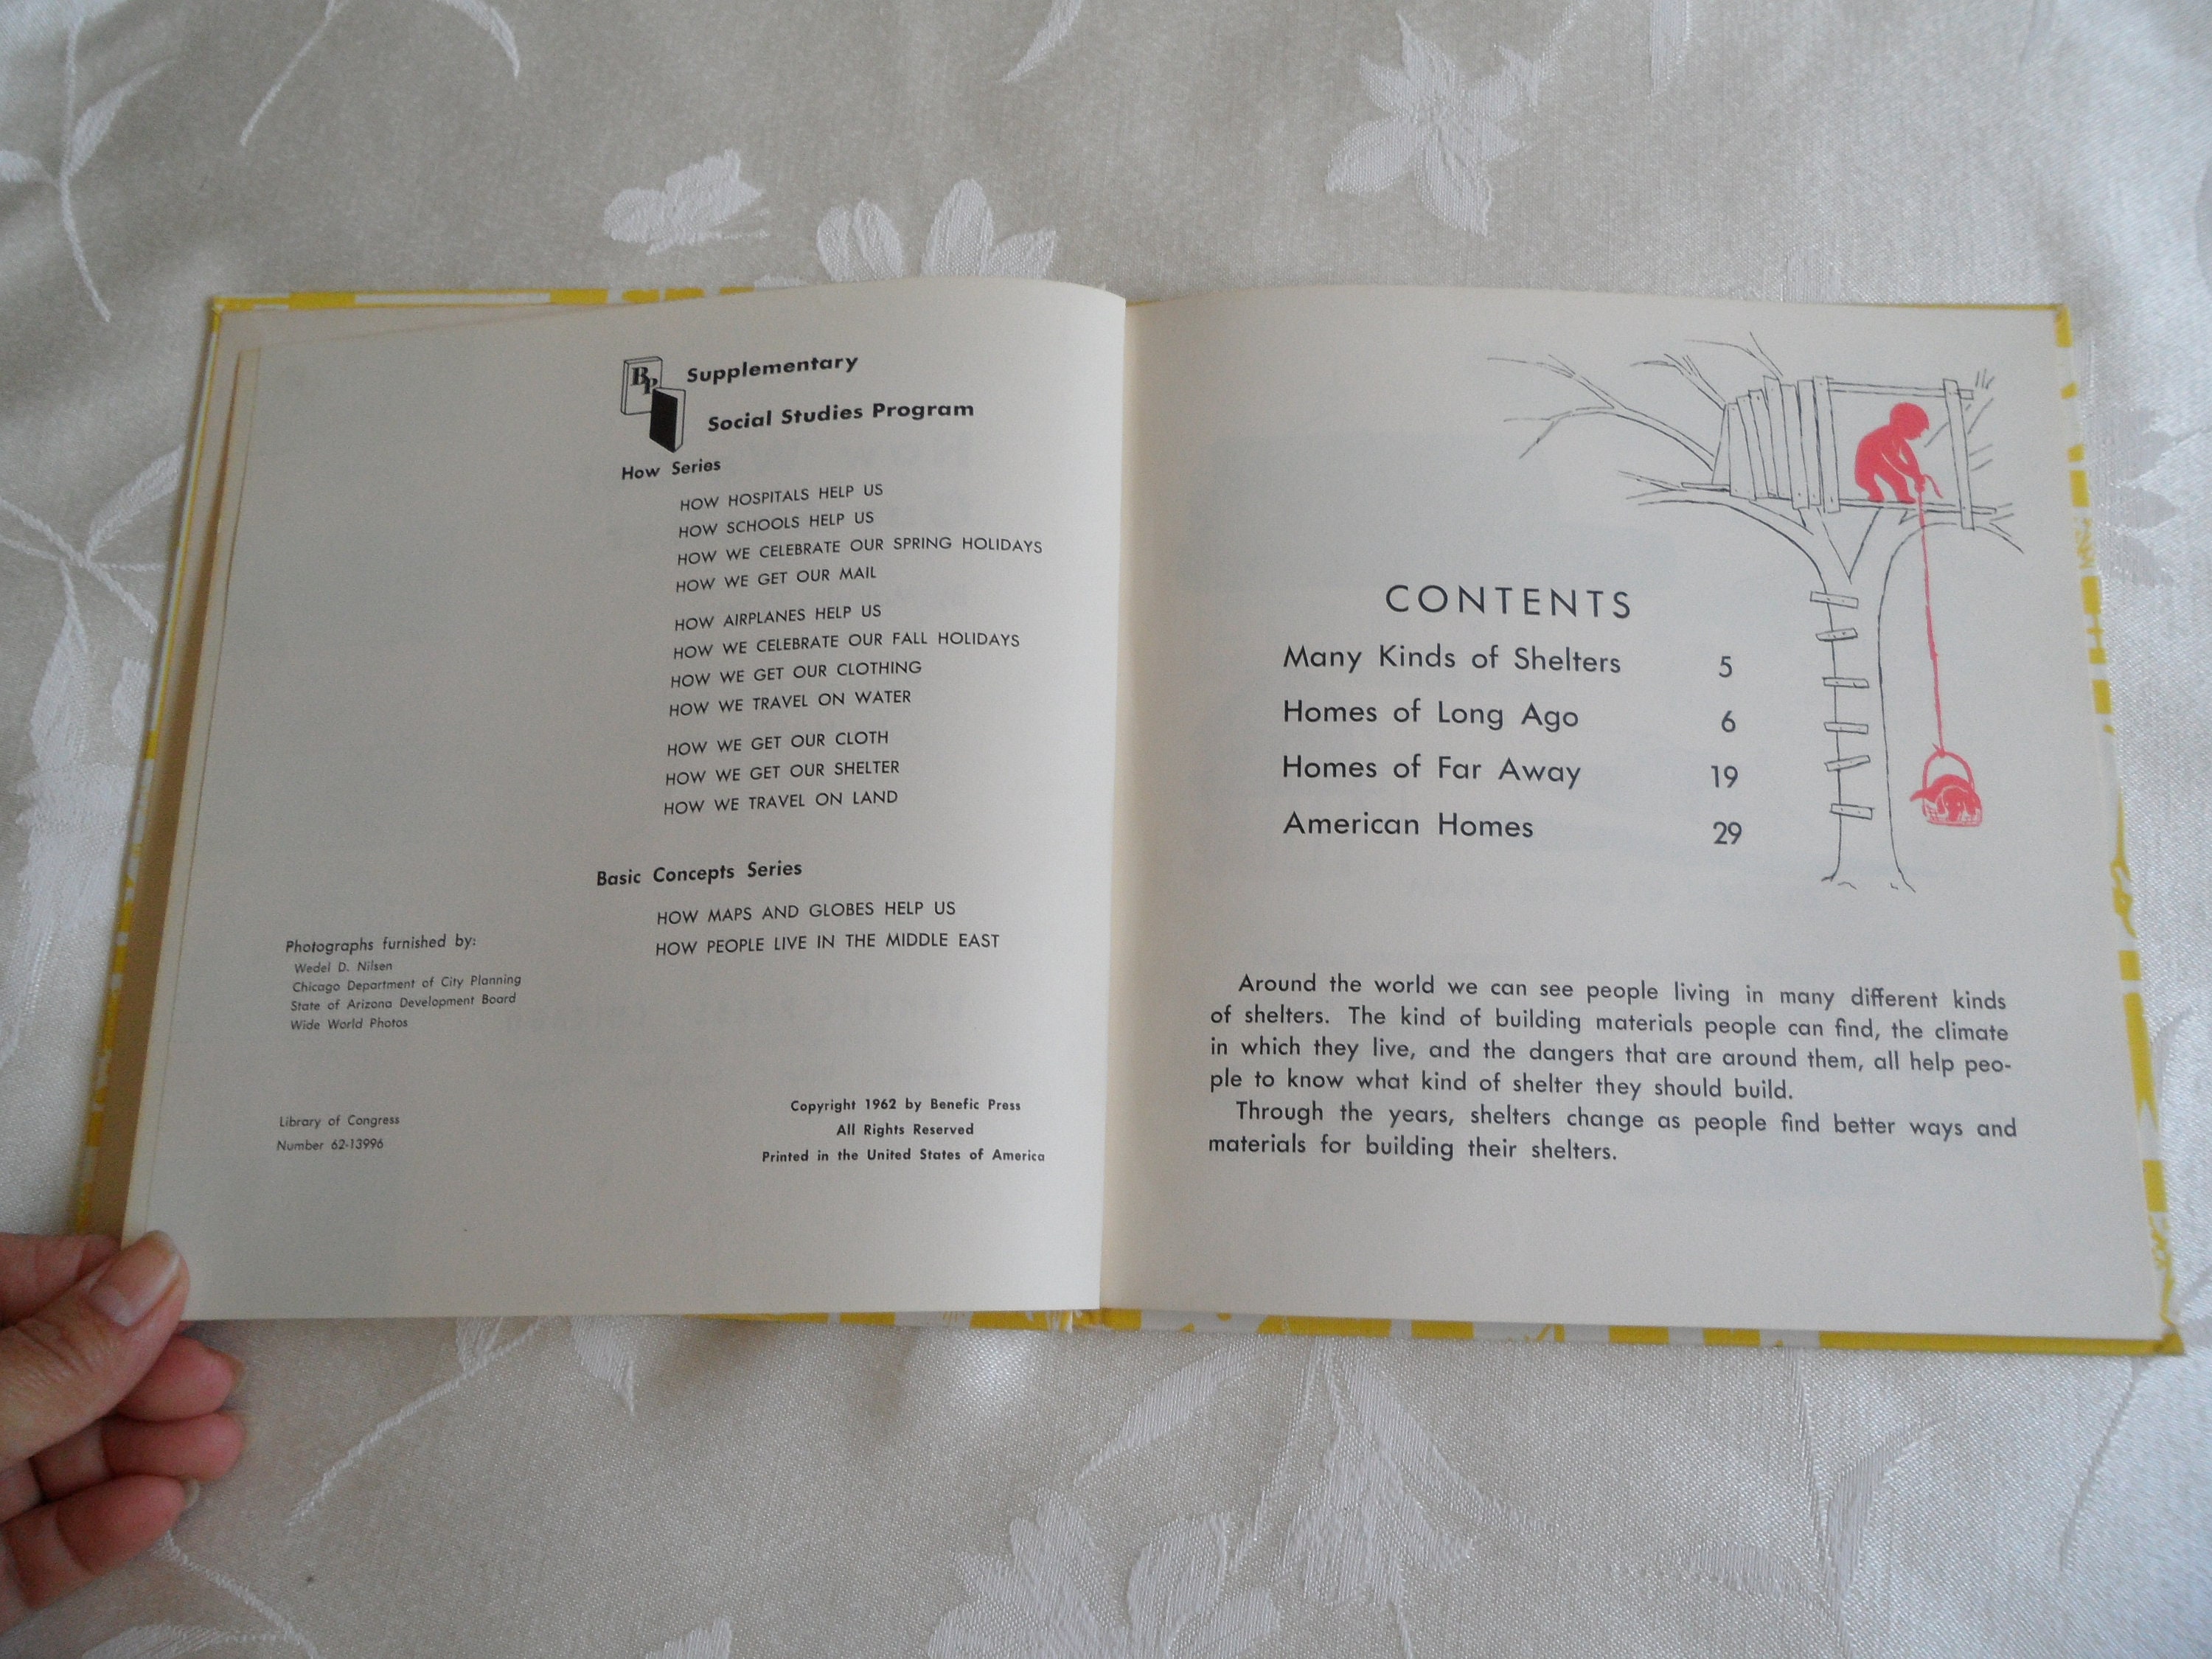 BP
Supplementary
Social Studies Program
How Series
HOW HOSPITALS HELP US
HOW SCHOOLS HELP US
HOW WE CELEBRATE OUR SPRING HOLIDAYS
HOW WE GET OUR MAIL
HOW AIRPLANES HELP US
HOW WE CELEBRATE OUR FALL HOLIDAYS
HOW WE GET OUR CLOTHING
HOW WE TRAVEL ON WATER
HOW WE GET OUR CLOTH
HOW WE GET OUR SHELTER
HOW WE TRAVEL ON LAND
Basic Concepts Series
HOW MAPS AND GLOBES HELP US
HOW PEOPLE LIVE IN THE MIDDLE EAST
Photographs furnished by:
Wedel D. Nilsen
Chicago Department of City Planning
State of Arizona Development Board
Wide World Photos
Library of Congress
Number 62-13996
Copyright 1962 by Benefic Press
All Rights Reserved
Printed in the United States of America
CONTENTS
Many Kinds of Shelters 5
Homes of Long Ago 6
Homes of Far Away 19
American Homes 29
Around the world we can see people living in many different kinds
of shelters. The kind of building materials people can find, the climate
in which they live, and the dangers that are around them, all help peo-
ple to know what kind of shelter they should build.
Through the years, shelters change as people find better ways and
materials for building their shelters.